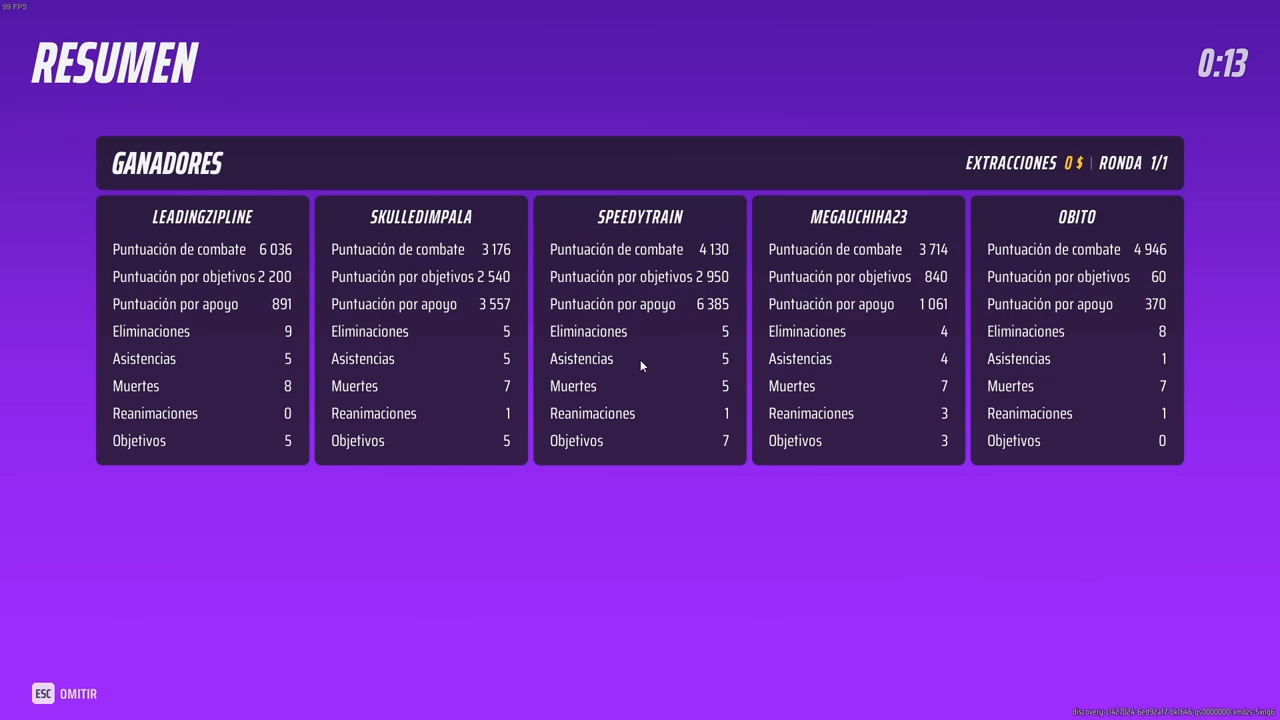 99 FPS
RESUMEN
0:13
GANADORES
EXTRACCIONES 0 $ | RONDA 1/1
LEADINGZIPLINE
Puntuación de combate 6 036
Puntuación por objetivos 2 200
Puntuación por apoyo 891
Eliminaciones 9
Asistencias 5
Muertes 8
Reanimaciones 0
Objetivos 5
SKULLEDIMPALA
Puntuación de combate 3 176
Puntuación por objetivos 2 540
Puntuación por apoyo 3 557
Eliminaciones 5
Asistencias 5
Muertes 7
Reanimaciones 1
Objetivos 5
SPEEDYTRAIN
Puntuación de combate 4 130
Puntuación por objetivos 2 950
Puntuación por apoyo 6 385
Eliminaciones 5
Asistencias 5
Muertes 5
Reanimaciones 1
Objetivos 7
MEGAUCHIHA23
Puntuación de combate 3 714
Puntuación por objetivos 840
Puntuación por apoyo 1 061
Eliminaciones 4
Asistencias 4
Muertes 7
Reanimaciones 3
Objetivos 3
OBITO
Puntuación de combate 4 946
Puntuación por objetivos 60
Puntuación por apoyo 370
Eliminaciones 8
Asistencias 1
Muertes 7
Reanimaciones 1
Objetivos 0
ESC OMITIR